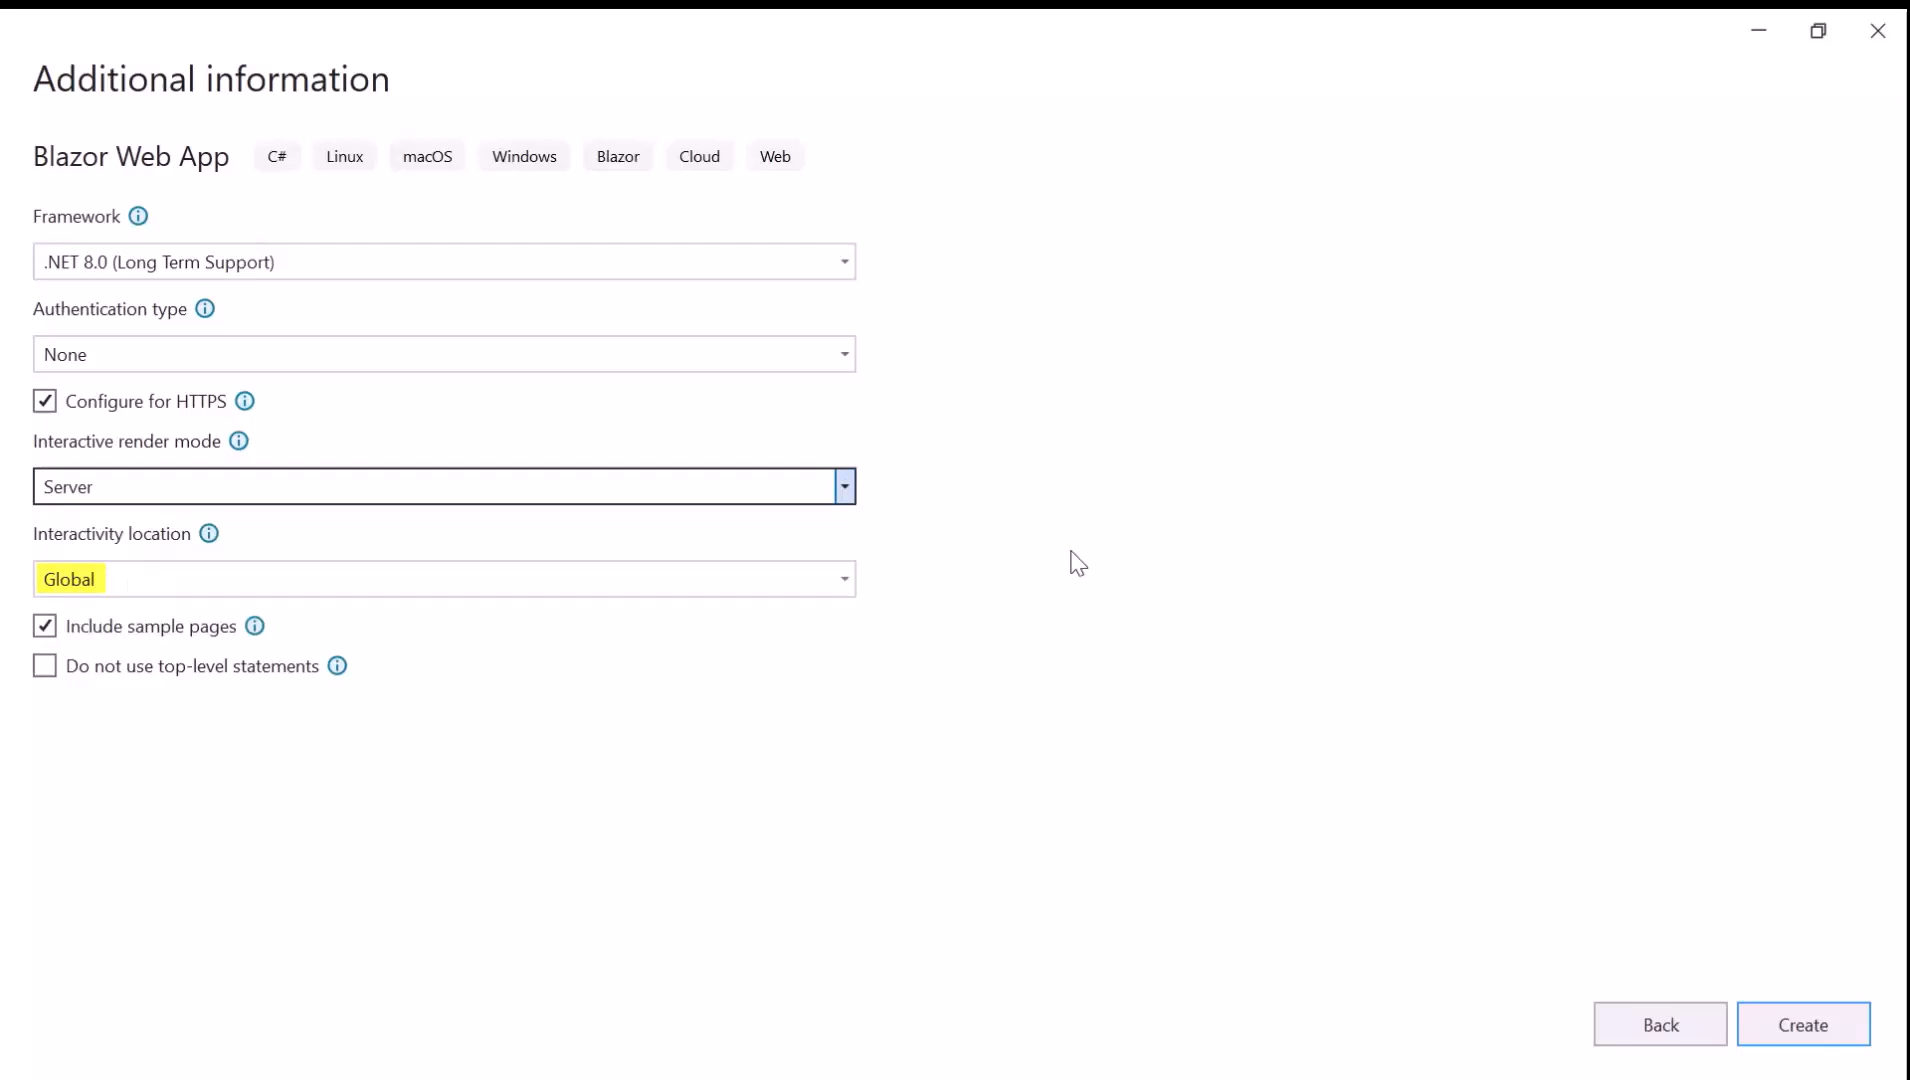 Additional information
Blazor Web App C# Linux macOS Windows Blazor Cloud Web
Framework
.NET 8.0 (Long Term Support)
Authentication type
None
Configure for HTTPS
Interactive render mode
Server
Interactivity location
Global
Include sample pages
Do not use top-level statements
Back Create